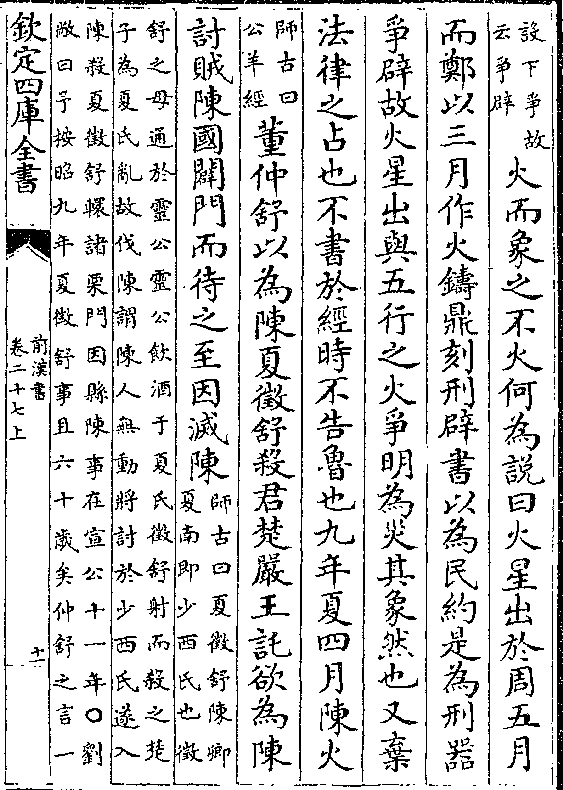 設下爭故
云爭辟
火而象之不火何為說曰火星出於周五月
而鄭以三月作火鑄鼎刻刑辟書以為民約是為刑器
爭辟故火星出與五行之火爭明為災其象然也又棄
法律之占也不書於經時不告魯也九年夏四月陳火
師古曰
公羊經
董仲舒以為陳夏徵舒殺君楚嚴王託欲為陳
討賊陳國闢門而待之至因滅陳
師古曰夏徵舒陳卿
夏南即少西氏也徵
舒之母通於靈公靈公飲酒于夏氏徵舒射而殺之楚
子為夏氏亂故伐陳謂陳人無動將討於少西氏遂入
陳殺夏徵舒轘諸栗門因縣陳事在宣公十一年〇劉
敞曰予按昭九年夏徵舒事且六十歲矣仲舒之言一
欽定四庫全書
前漢書
卷二十七上
十一